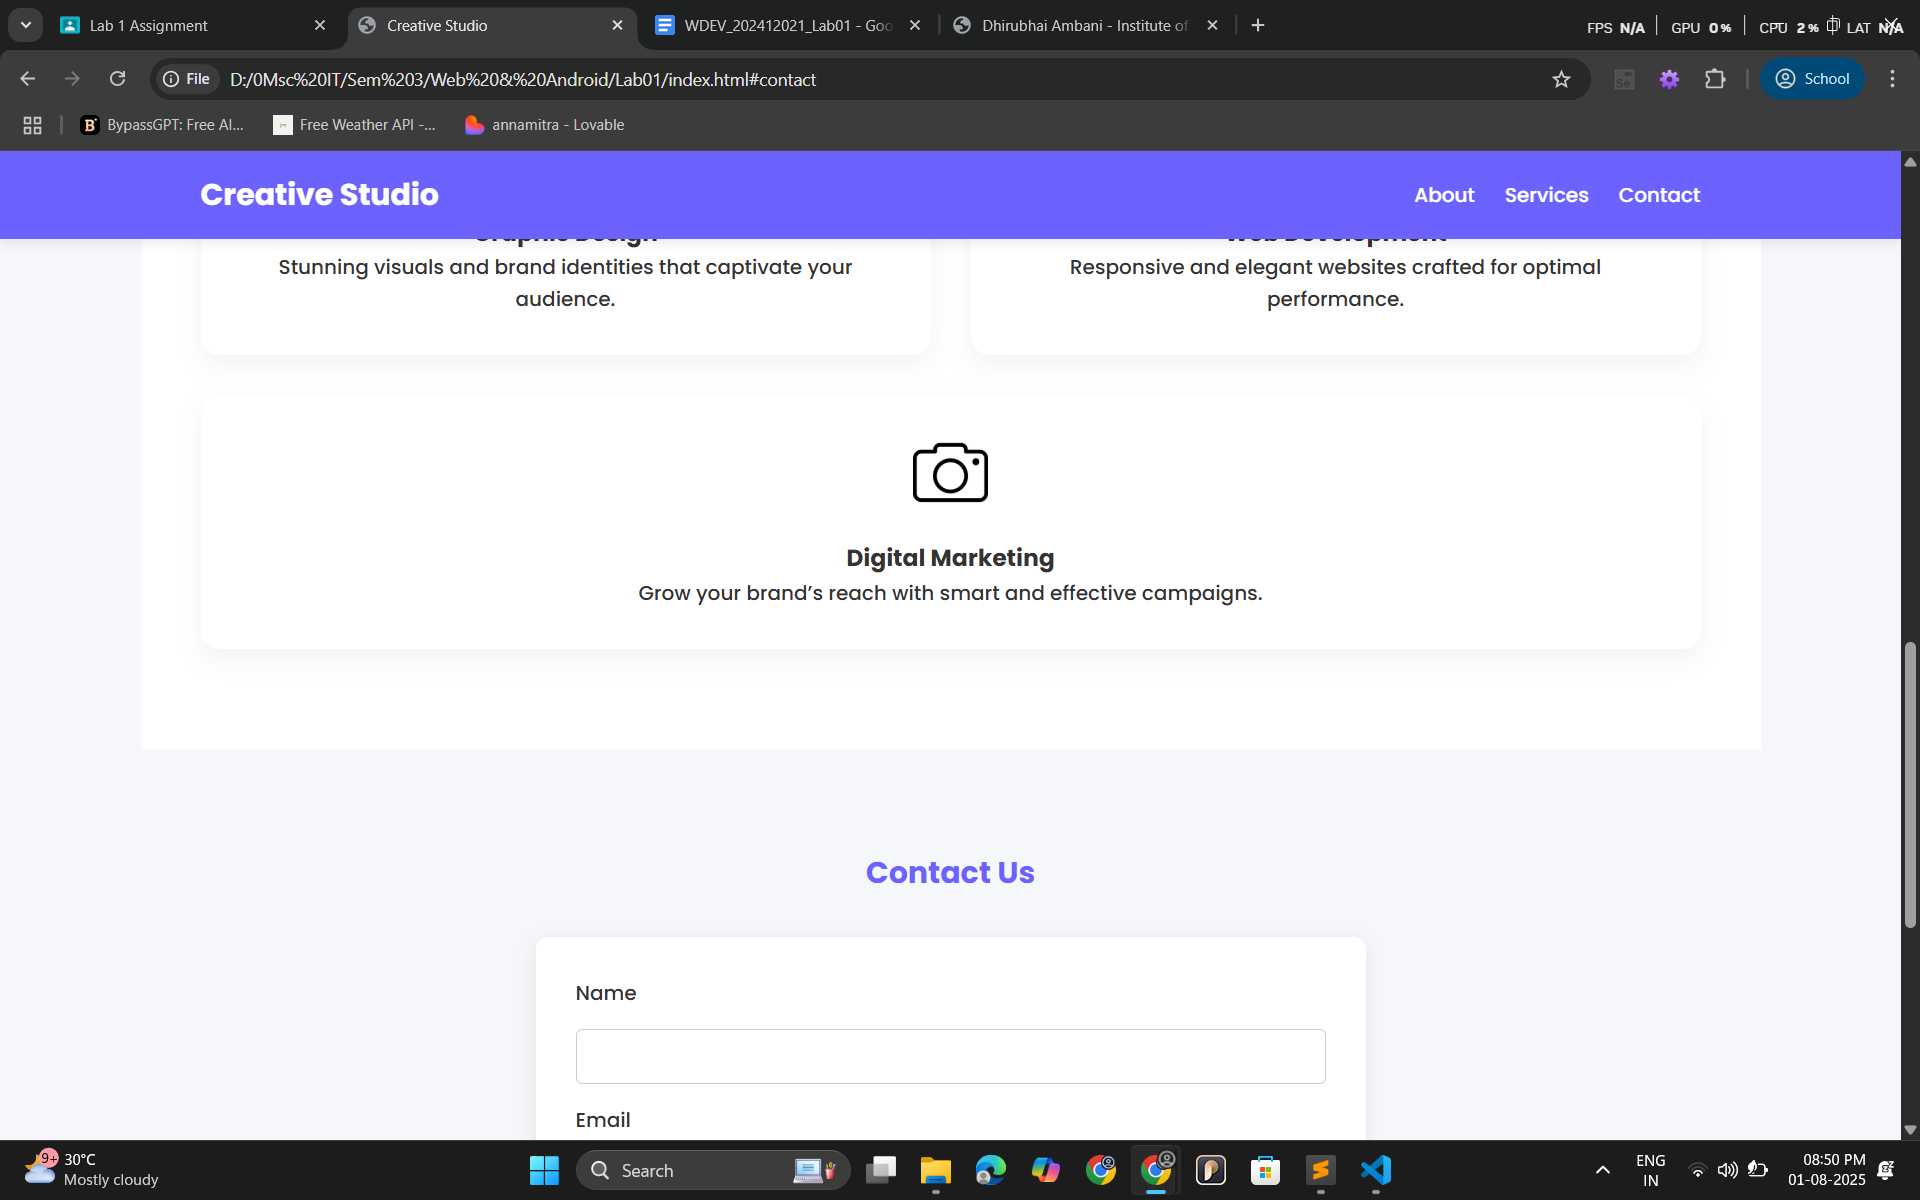 Lab 1 Assignment
Creative Studio
WDEV_202412021_Lab01 - Goo
Dhirubhai Ambani - Institute of
FPS N/A
GPU 0%
CPU 2%
LAT N/A
File
D:/0Msc%20IT/Sem%203/Web%20&%20Android/Lab01/index.html#contact
School
BypassGPT: Free AI...
Free Weather API -...
annamitra - Lovable
Creative Studio
About
Services
Contact
Graphic Design
Web Development
Stunning visuals and brand identities that captivate your
audience.
Responsive and elegant websites crafted for optimal
performance.
Digital Marketing
Grow your brand’s reach with smart and effective campaigns.
Contact Us
Name
Email
9+
30°C
Mostly cloudy
Search
ENG
IN
08:50 PM
01-08-2025